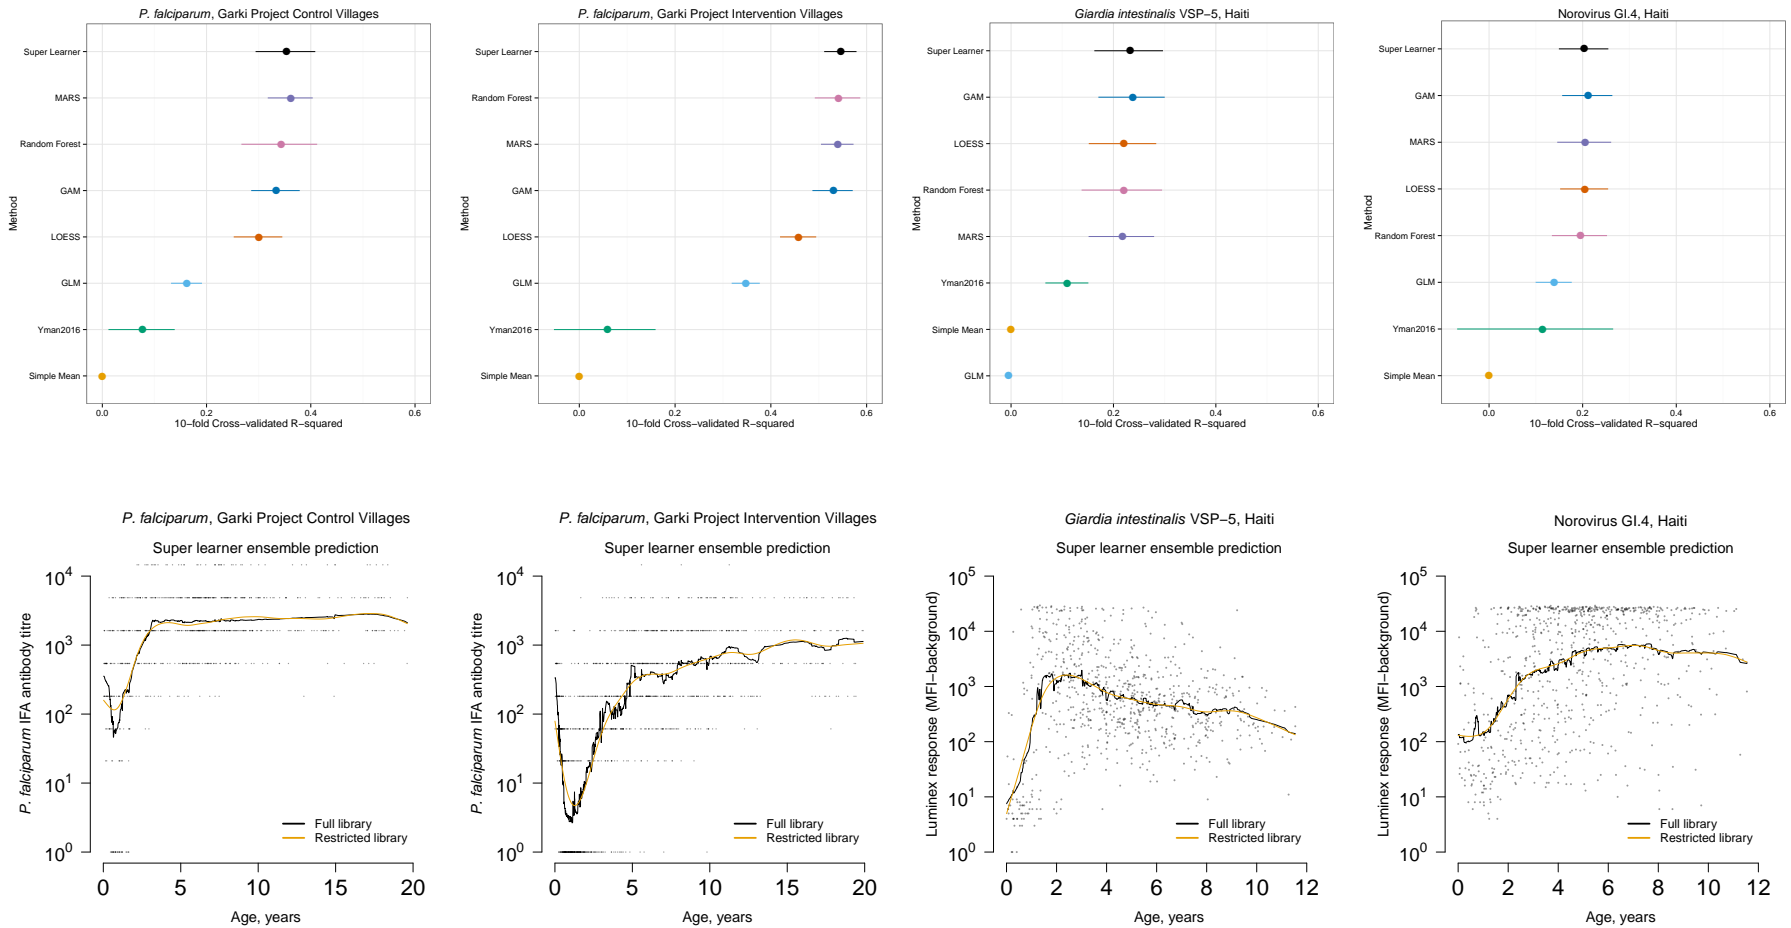 P. falciparum, Garki Project Control Villages
Super Learner
MARS
Random Forest
GAM
LOESS
GLM
Yman2016
Simple Mean
Method
0.0 0.2 0.4 0.6
10−fold Cross−validated R−squared
P. falciparum, Garki Project Intervention Villages
Super Learner
Random Forest
MARS
GAM
LOESS
GLM
Yman2016
Simple Mean
Method
0.0 0.2 0.4 0.6
10−fold Cross−validated R−squared
Giardia intestinalis VSP−5, Haiti
Super Learner
GAM
LOESS
Random Forest
MARS
Yman2016
Simple Mean
GLM
Method
0.0 0.2 0.4 0.6
10−fold Cross−validated R−squared
Norovirus GI.4, Haiti
Super Learner
GAM
MARS
LOESS
Random Forest
GLM
Yman2016
Simple Mean
Method
0.0 0.2 0.4 0.6
10−fold Cross−validated R−squared
P. falciparum, Garki Project Control Villages
Super learner ensemble prediction
P. falciparum IFA antibody titre
10^4
10^3
10^2
10^1
10^0
Full library
Restricted library
0 5 10 15 20
Age, years
P. falciparum, Garki Project Intervention Villages
Super learner ensemble prediction
P. falciparum IFA antibody titre
10^4
10^3
10^2
10^1
10^0
Full library
Restricted library
0 5 10 15 20
Age, years
Giardia intestinalis VSP−5, Haiti
Super learner ensemble prediction
Luminex response (MFI−background)
10^5
10^4
10^3
10^2
10^1
10^0
Full library
Restricted library
0 2 4 6 8 10 12
Age, years
Norovirus GI.4, Haiti
Super learner ensemble prediction
Luminex response (MFI−background)
10^5
10^4
10^3
10^2
10^1
10^0
Full library
Restricted library
0 2 4 6 8 10 12
Age, years